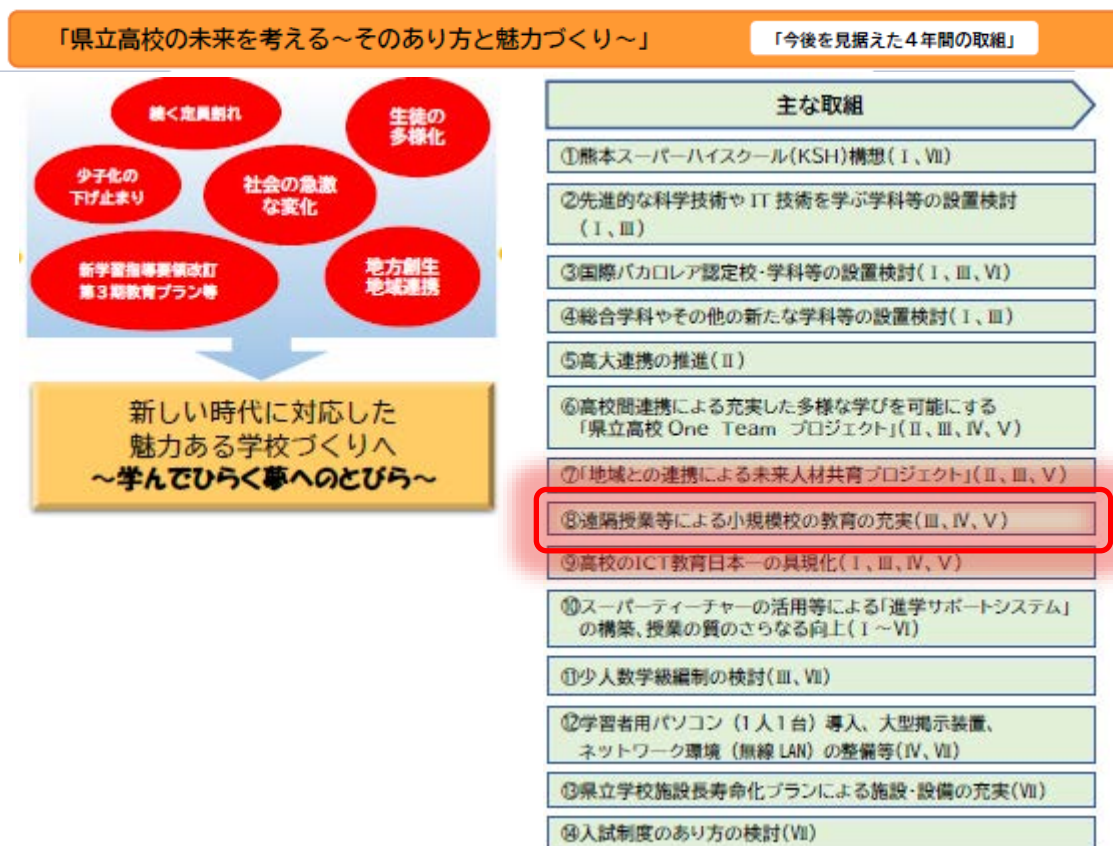 「県立高校の未来を考える～そのあり方と魅力づくり～」
「今後を見据えた4年間の取組」
続く定員割れ
生徒の
多様化
少子化の
下げ止まり
社会の急激
な変化
新学習指導要領改訂
第3期教育プラン等
地方創生
地域連携
新しい時代に対応した
魅力ある学校づくりへ
～学んでひらく夢へのとびら～
主な取組
①熊本スーパーハイスクール(KSH)構想(Ⅰ、Ⅶ)
②先進的な科学技術や IT 技術を学ぶ学科等の設置検討
(Ⅰ、Ⅲ)
③国際バカロレア認定校・学科等の設置検討(Ⅰ、Ⅲ、Ⅵ)
④総合学科やその他の新たな学科等の設置検討(Ⅰ、Ⅲ)
⑤高大連携の推進(Ⅱ)
⑥高校間連携による充実した多様な学びを可能にする
「県立高校 One Team プロジェクト」(Ⅱ、Ⅲ、Ⅳ、Ⅴ)
⑦「地域との連携による未来人材共育プロジェクト」(Ⅱ、Ⅲ、Ⅴ)
⑧遠隔授業等による小規模校の教育の充実(Ⅲ、Ⅳ、Ⅴ)
⑨高校のICT教育日本一の具現化(Ⅰ、Ⅲ、Ⅳ、Ⅴ)
⑩スーパーティーチャーの活用等による「進学サポートシステム」
の構築、授業の質のさらなる向上(Ⅰ～Ⅵ)
⑪少人数学級編制の検討(Ⅲ、Ⅶ)
⑫学習者用パソコン（1人1台）導入、大型掲示装置、
ネットワーク環境（無線 LAN）の整備等(Ⅳ、Ⅶ)
⑬県立学校施設長寿命化プランによる施設・設備の充実(Ⅶ)
⑭入試制度のあり方の検討(Ⅶ)